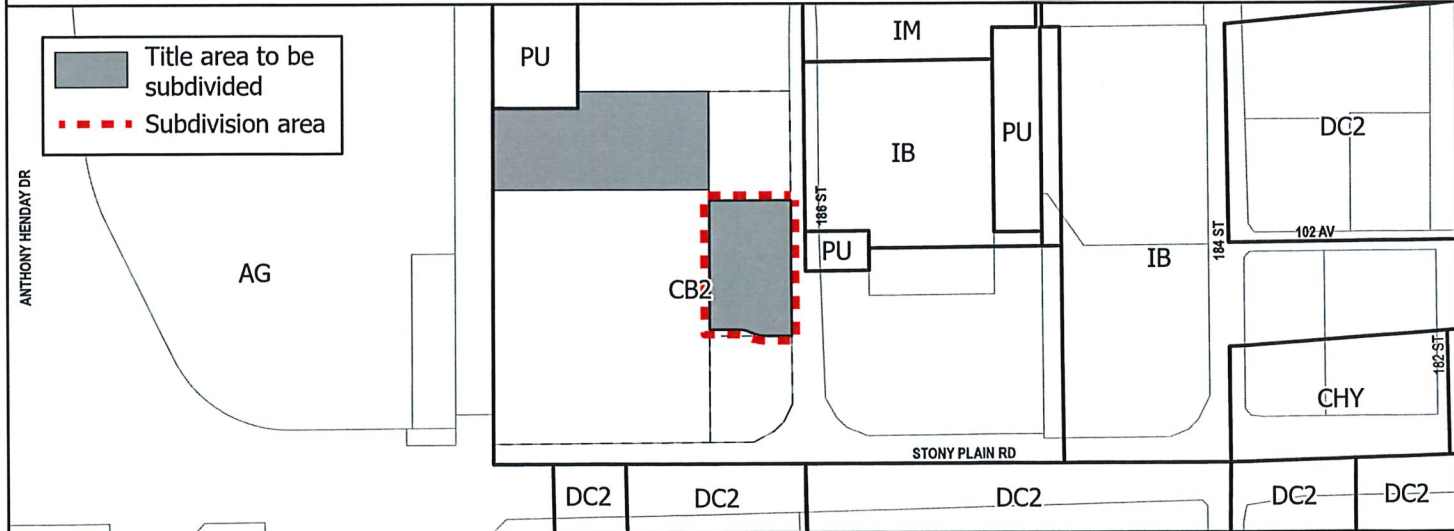 Title area to be
subdivided
Subdivision area
PU
IM
DC2
IB
PU
186 ST
PU
184 ST
102 AV
IB
ANTHONY HENDAY DR
AG
CB2
182 ST
CHY
STONY PLAIN RD
DC2
DC2
DC2
DC2
DC2